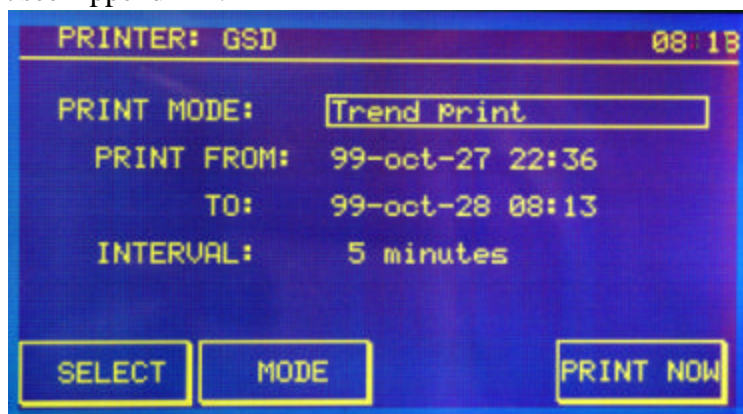 PRINTER: GSD 08:13
PRINT MODE: Trend Print
PRINT FROM: 99-oct-27 22:36
TO: 99-oct-28 08:13
INTERVAL: 5 minutes
SELECT MODE PRINT NOW